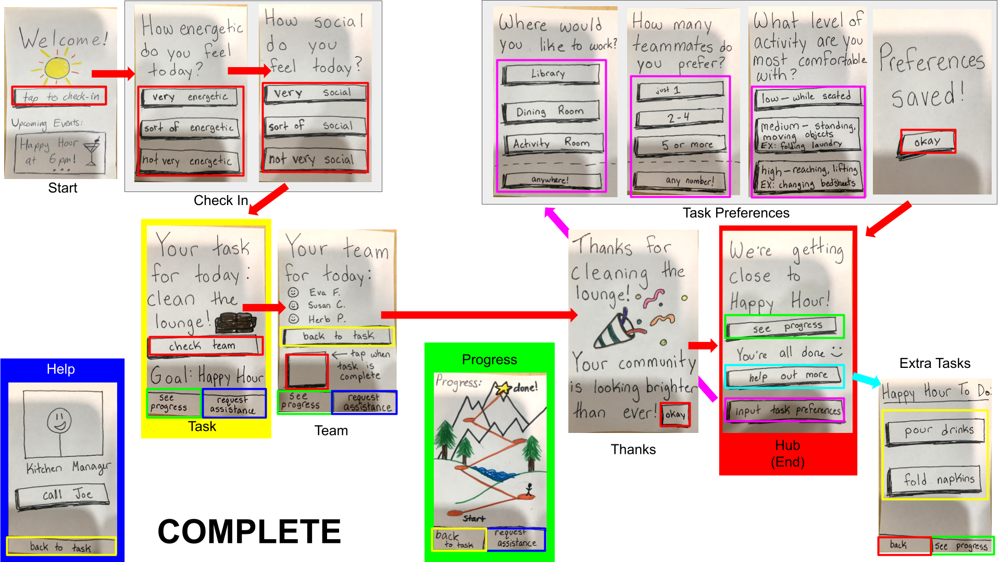 Welcome!
tap to check-in
Upcoming Events:
Happy Hour
at 6pm!
...
Start
How energetic
do you feel
today?
very energetic
sort of energetic
not very energetic
How social
do you
feel today?
very social
sort of social
not very social
Check In
Where would
you like to work?
Library
Dining Room
Activity Room
anywhere!
How many
teammates do
you prefer?
just 1
2-4
5 or more
any number!
What level of
activity are you
most comfortable
with?
low - while seated
medium - standing,
moving objects
EX: folding laundry
high - reaching, lifting
EX: changing bedsheets
Preferences
saved!
okay
Task Preferences
Your task
for today:
clean the
lounge!
check team
Goal: Happy Hour
see
progress
request
assistance
Task
Your team
for today:
Eva F.
Susan C.
Herb P.
back to task
← tap when
task is
complete
see
progress
request
assistance
Team
Thanks for
cleaning the
lounge!
Your community
is looking brighter
than ever!
okay
Thanks
We're getting
close to
Happy Hour!
see progress
You're all done
help out more
input task preferences
Hub
(End)
Extra Tasks
Happy Hour To Do:
pour drinks
fold napkins
back
see progress
Help
Kitchen Manager
call Joe
back to task
COMPLETE
Progress
Progress:
done!
start
back
to task
request
assistance